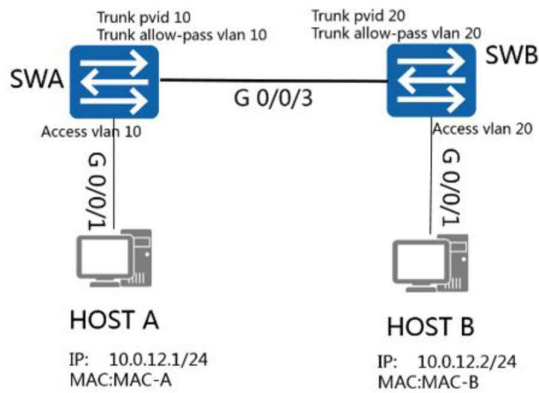 Trunk pvid 10
Trunk allow-pass vlan 10
Trunk pvid 20
Trunk allow-pass vlan 20
SWA
SWB
G 0/0/3
Access vlan 10
Access vlan 20
G 0/0/1
G 0/0/1
HOST A
IP: 10.0.12.1/24
MAC:MAC-A
HOST B
IP: 10.0.12.2/24
MAC:MAC-B